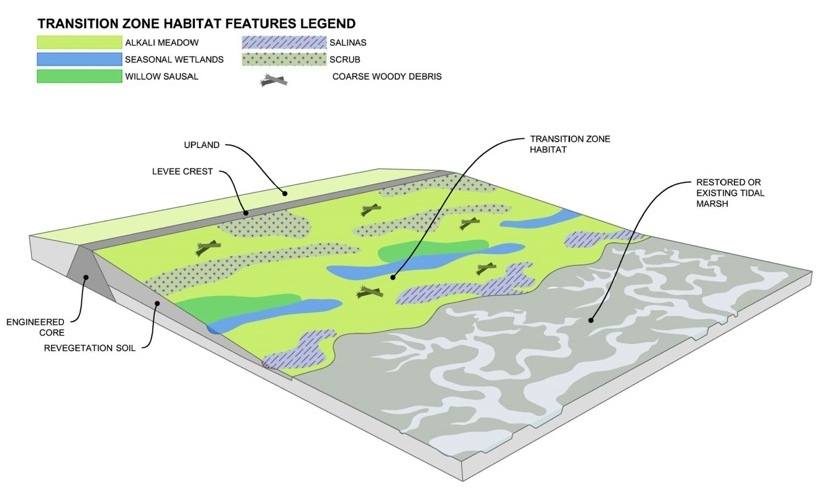 TRANSITION ZONE HABITAT FEATURES LEGEND
ALKALI MEADOW
SALINAS
SEASONAL WETLANDS
SCRUB
WILLOW SAUSAL
COARSE WOODY DEBRIS
UPLAND
TRANSITION ZONE
HABITAT
LEVEE CREST
RESTORED OR
EXISTING TIDAL
MARSH
ENGINEERED
CORE
REVEGETATION SOIL